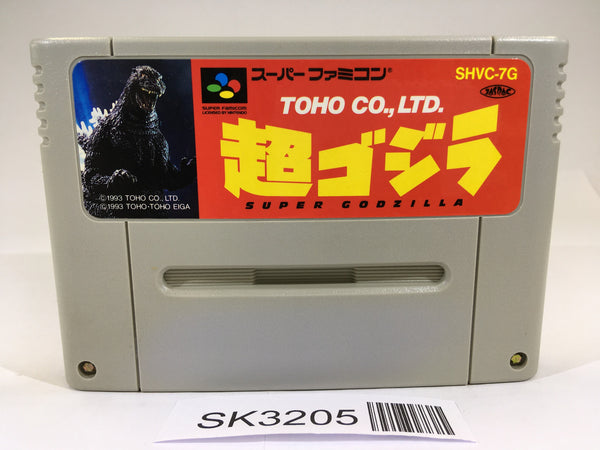 スーパーファミコン®
SHVC-7G
SUPER FAMICOM
LICENSED BY NINTENDO
TOHO CO., LTD.
超ゴジラ
SUPER GODZILLA
©1993 TOHO CO., LTD.
©1993 TOHO・TOHO EIGA
SK3205